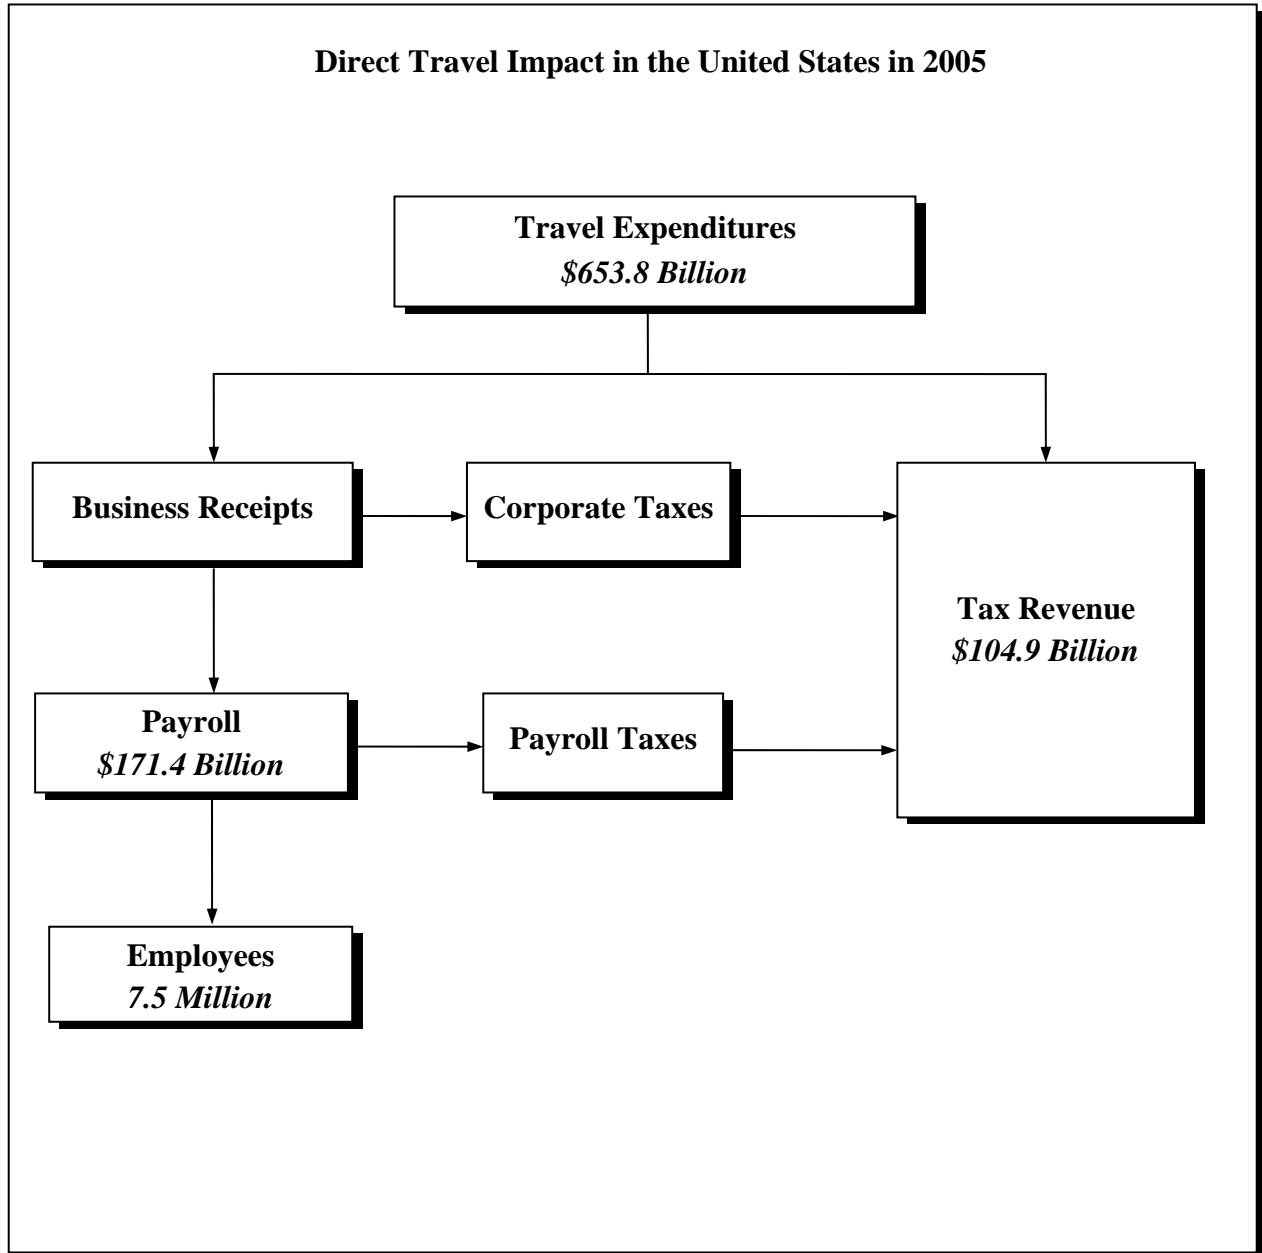 Direct Travel Impact in the United States in 2005
Travel Expenditures
$653.8 Billion
Business Receipts
Corporate Taxes
Tax Revenue
$104.9 Billion
Payroll
$171.4 Billion
Payroll Taxes
Employees
7.5 Million